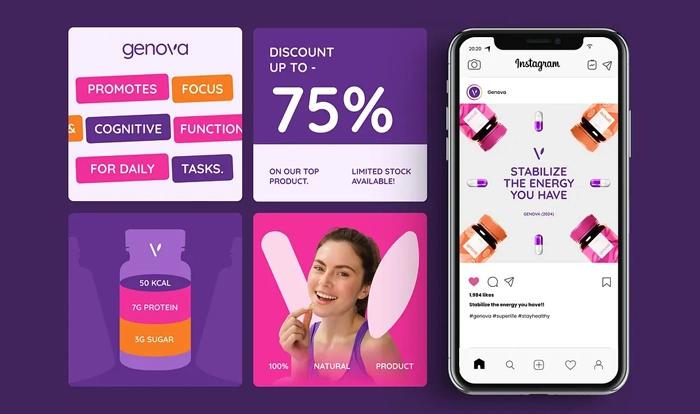 genova
PROMOTES FOCUS
& COGNITIVE FUNCTION
FOR DAILY TASKS.
DISCOUNT
UP TO -
75%
ON OUR TOP
PRODUCT.
LIMITED STOCK
AVAILABLE!
50 KCAL
7G PROTEIN
3G SUGAR
100% NATURAL PRODUCT
20:20
Instagram
Genova
STABILIZE
THE ENERGY
YOU HAVE
GENOVA (2024)
1.984 likes
Stabilize the energy you have!!
#genova #superlife #stayhealthy